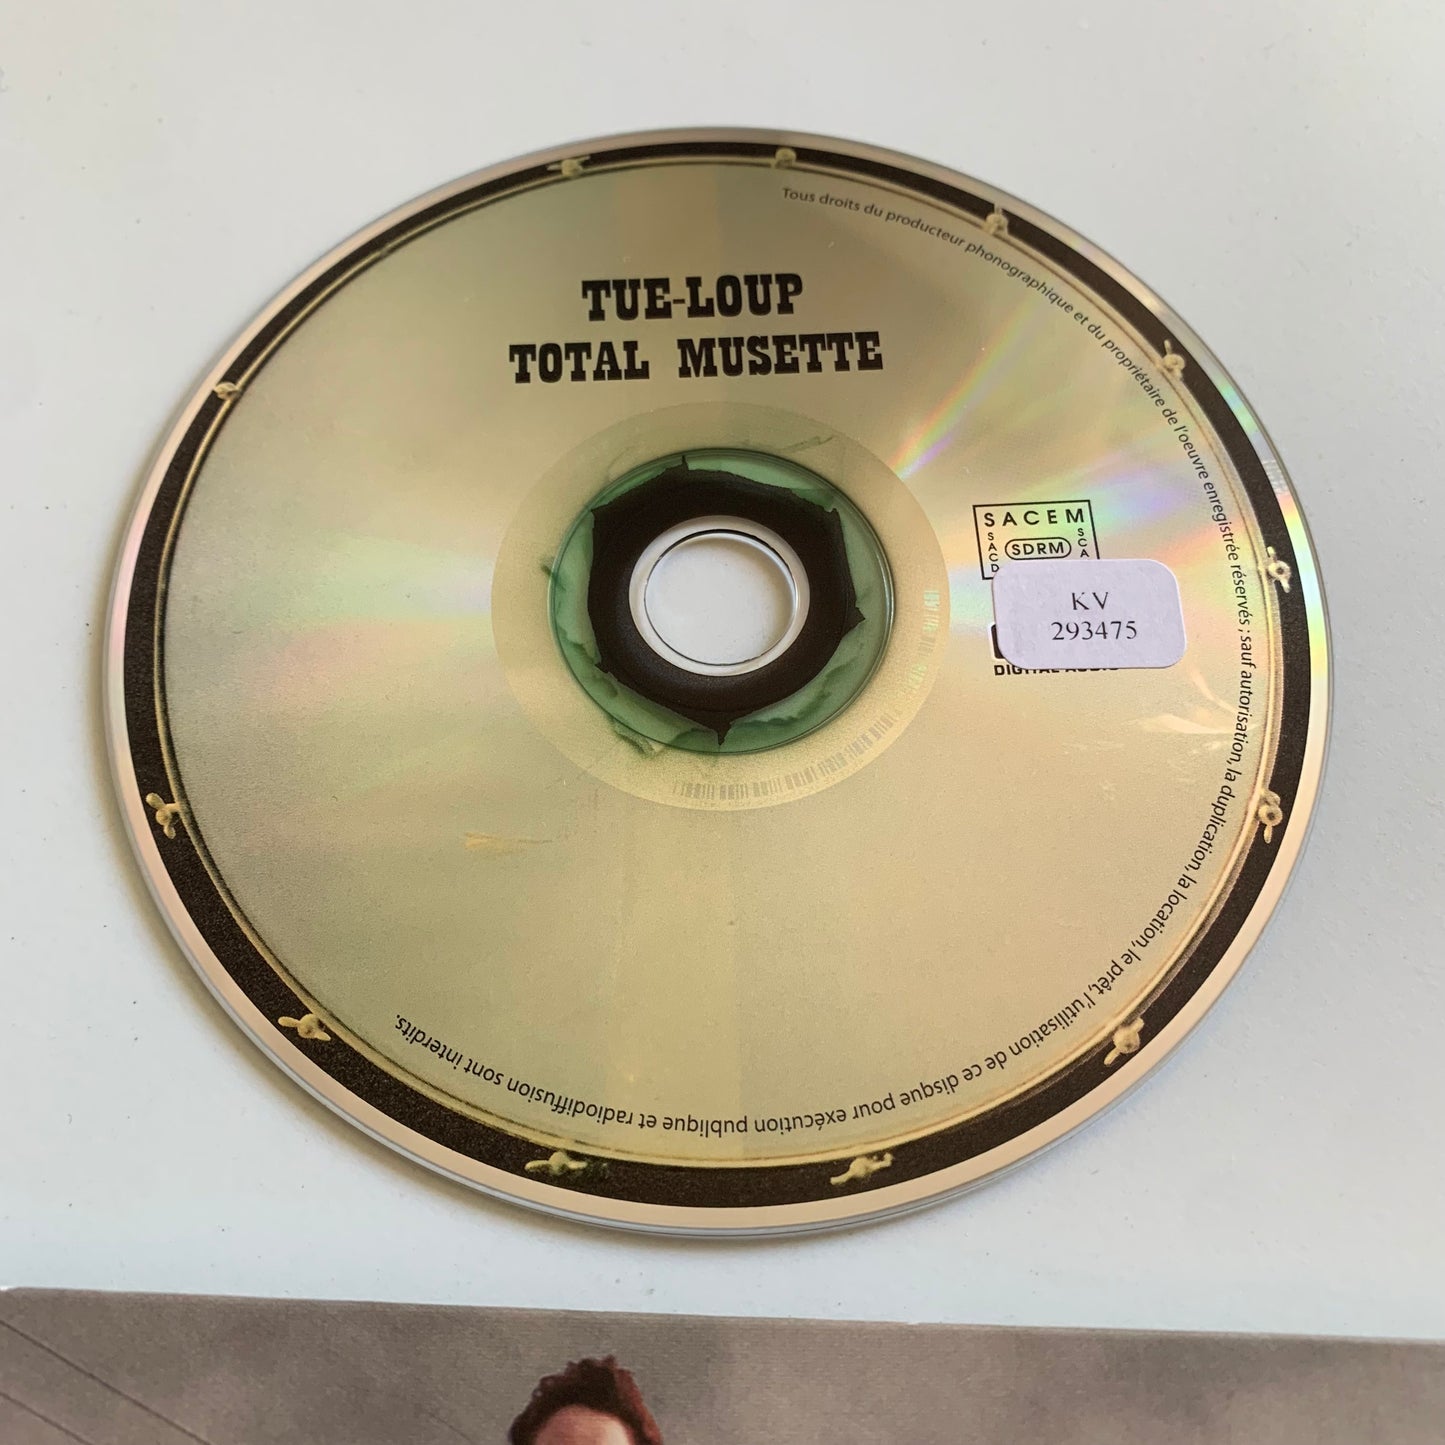 TUE-LOUP
TOTAL MUSETTE
Tous droits du producteur phonographique et du propriétaire de l'oeuvre enregistrée réservés ; sauf autorisation, la duplication, la location, le prêt, l'utilisation de ce disque pour exécution publique et radiodiffusion sont interdits.
SACEM
SACD
SDRM
SCA
KV
293475
DIGITAL AUDIO